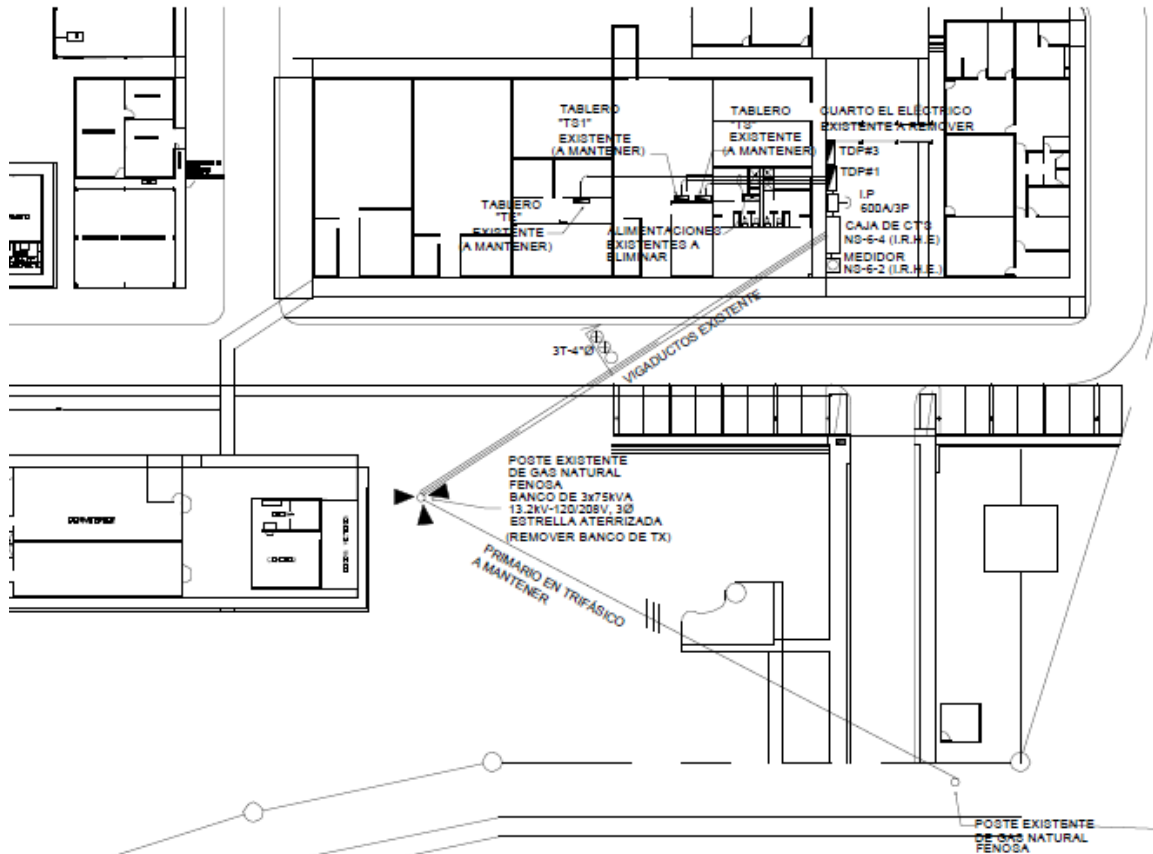 TABLERO
"TS1"
EXISTENTE
(A MANTENER)
TABLERO
"TS"
EXISTENTE
(A MANTENER)
CUARTO EL ELÉCTRICO
EXISTENTE A REMOVER
TDP#3
TDP#1
I.P
600A/3P
CAJA DE CT'S
NS-6-4 (I.R.H.E)
MEDIDOR
NS-6-2 (I.R.H.E.)
TABLERO
EXISTENTE
(A MANTENER)
ALIMENTACIONES
EXISTENTES A
ELIMINAR
3T-4"Ø
VIGADUCTOS EXISTENTE
POSTE EXISTENTE
DE GAS NATURAL
FENOSA
BANCO DE 3x75kVA
13.2kV-120/208V, 3Ø
ESTRELLA ATERRIZADA
(REMOVER BANCO DE TX)
PRIMARIO EN TRIFÁSICO
A MANTENER
POSTE EXISTENTE
DE GAS NATURAL
FENOSA